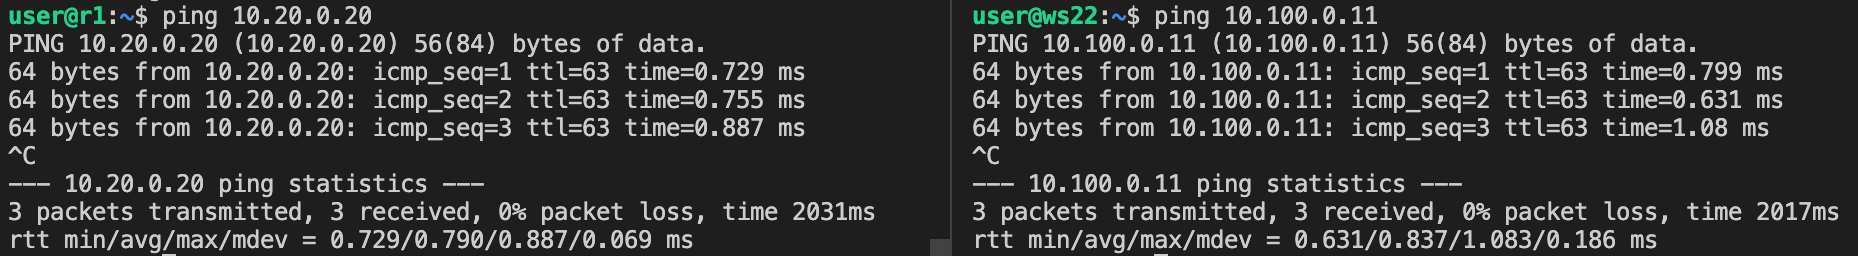 user@r1:~$ ping 10.20.0.20
PING 10.20.0.20 (10.20.0.20) 56(84) bytes of data.
64 bytes from 10.20.0.20: icmp_seq=1 ttl=63 time=0.729 ms
64 bytes from 10.20.0.20: icmp_seq=2 ttl=63 time=0.755 ms
64 bytes from 10.20.0.20: icmp_seq=3 ttl=63 time=0.887 ms
^C
--- 10.20.0.20 ping statistics ---
3 packets transmitted, 3 received, 0% packet loss, time 2031ms
rtt min/avg/max/mdev = 0.729/0.790/0.887/0.069 ms
user@ws22:~$ ping 10.100.0.11
PING 10.100.0.11 (10.100.0.11) 56(84) bytes of data.
64 bytes from 10.100.0.11: icmp_seq=1 ttl=63 time=0.799 ms
64 bytes from 10.100.0.11: icmp_seq=2 ttl=63 time=0.631 ms
64 bytes from 10.100.0.11: icmp_seq=3 ttl=63 time=1.08 ms
^C
--- 10.100.0.11 ping statistics ---
3 packets transmitted, 3 received, 0% packet loss, time 2017ms
rtt min/avg/max/mdev = 0.631/0.837/1.083/0.186 ms